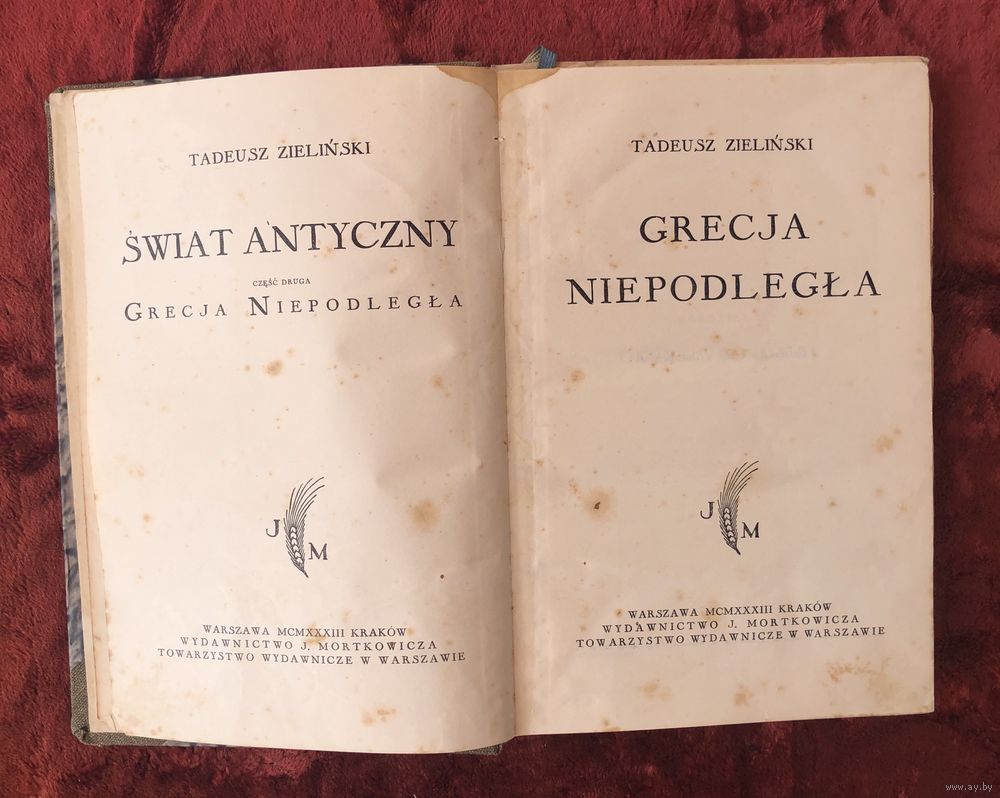 TADEUSZ ZIELIŃSKI
ŚWIAT ANTYCZNY
CZĘŚĆ DRUGA
GRECJA NIEPODLEGŁA
J M
WARSZAWA MCMXXXIII KRAKÓW
WYDAWNICTWO J. MORTKOWICZA
TOWARZYSTWO WYDAWNICZE W WARSZAWIE
TADEUSZ ZIELIŃSKI
GRECJA
NIEPODLEGŁA
J M
WARSZAWA MCMXXXIII KRAKÓW
WYDAWNICTWO J. MORTKOWICZA
TOWARZYSTWO WYDAWNICZE W WARSZAWIE
www.ay.by